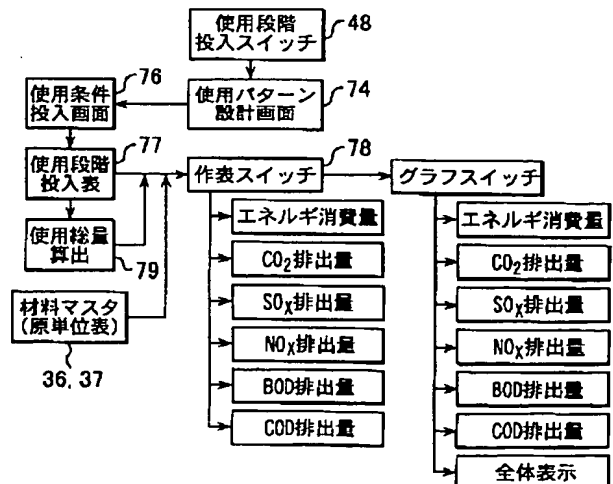 使用段階
投入スイッチ
48
使用条件
投入画面
76
使用パターン
設計画面
74
使用段階
投入表
77
作表スイッチ
78
グラフスイッチ
使用総量
算出
79
材料マスタ
(原単位表)
36, 37
エネルギ消費量
CO₂排出量
SOX排出量
NOX排出量
BOD排出量
COD排出量
エネルギ消費量
CO₂排出量
SOX排出量
NOX排出量
BOD排出量
COD排出量
全体表示